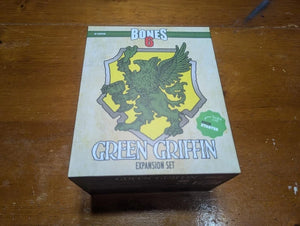 BONES
6
GREEN GRIFFIN
EXPANSION SET